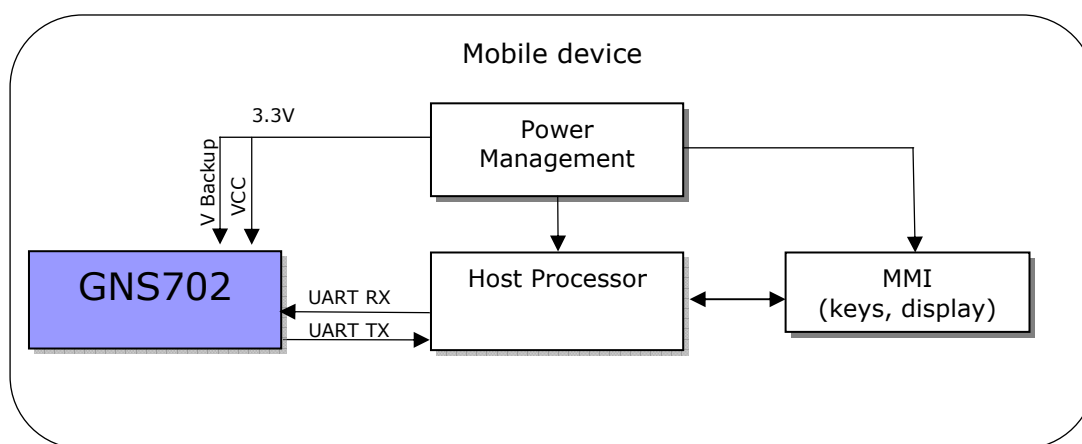 Mobile device
3.3V
Power
Management
V Backup
VCC
GNS702
UART RX
UART TX
Host Processor
MMI
(keys, display)